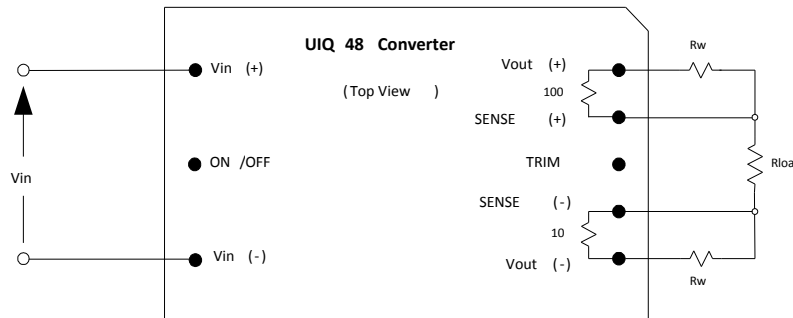 UIQ 48 Converter
(Top View )
Vin (+)
ON /OFF
Vin (-)
Vin
Vout (+)
100
SENSE (+)
TRIM
SENSE (-)
10
Vout (-)
Rw
Rloa
Rw